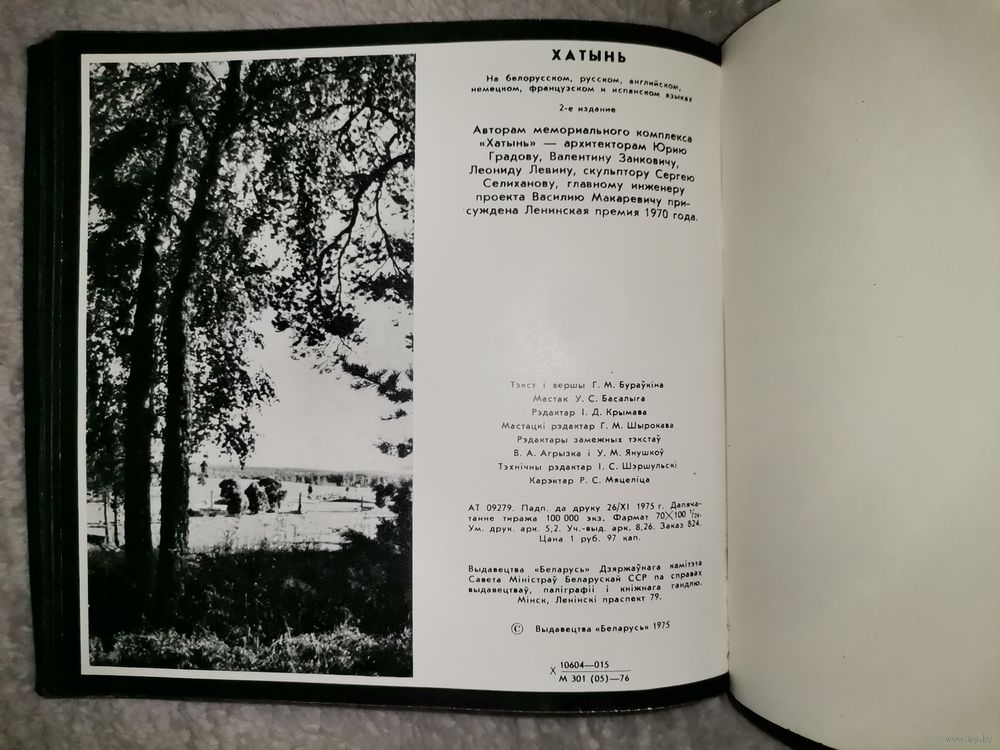 ХАТЫНЬ
На белорусском, русском, английском,
немецком, французском и испанском языках
2-е издание
Авторам мемориального комплекса
«Хатынь» — архитекторам Юрию
Градову, Валентину Занковичу,
Леониду Левину, скульптору Сергею
Селиханову, главному инженеру
проекта Василию Макаревичу при-
суждена Ленинская премия 1970 года.
Тэкст і вершы Г. М. Бураўкіна
Мастак У. С. Басалыга
Рэдактар І. Д. Крымава
Мастацкі рэдактар Г. М. Шырокава
Рэдактары замежных тэкстаў
В. А. Агрызка і У. М. Янушкоў
Тэхнічны рэдактар І. С. Шэршульскі
Карэктар Р. С. Мяцеліца
АТ 09279. Падп. да друку 26/XI 1975 г. Дапяча-
танне тиража 100 000 экз. Фармат 70×100 1/24.
Ум. друк. арк. 5,2. Уч.-выд. арк. 8,26. Заказ 824.
Цана 1 руб. 97 кап.
Выдавецтва «Беларусь» Дзяржаўнага камітэта
Савета Міністраў Беларускай ССР па справах
выдавецтваў, паліграфіі і кніжнага гандлю.
Мінск, Ленінскі праспект 79.
© Выдавецтва «Беларусь» 1975
Х 10604—015
М 301 (05)—76
www.ay.by